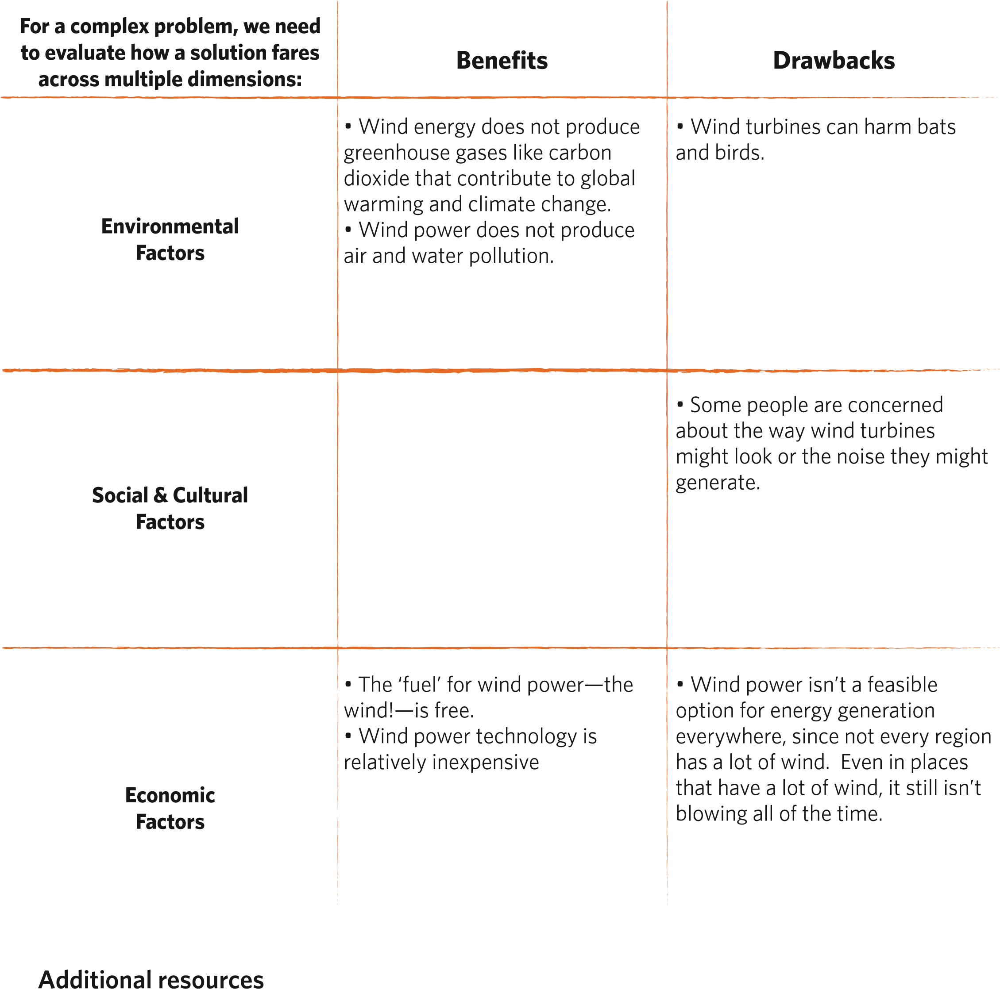 For a complex problem, we need
to evaluate how a solution fares
across multiple dimensions:
Benefits
Drawbacks
Environmental
Factors
• Wind energy does not produce
greenhouse gases like carbon
dioxide that contribute to global
warming and climate change.
• Wind power does not produce
air and water pollution.
• Wind turbines can harm bats
and birds.
Social & Cultural
Factors
• Some people are concerned
about the way wind turbines
might look or the noise they might
generate.
Economic
Factors
• The ‘fuel’ for wind power—the
wind!—is free.
• Wind power technology is
relatively inexpensive
• Wind power isn’t a feasible
option for energy generation
everywhere, since not every region
has a lot of wind.  Even in places
that have a lot of wind, it still isn’t
blowing all of the time.
Additional resources